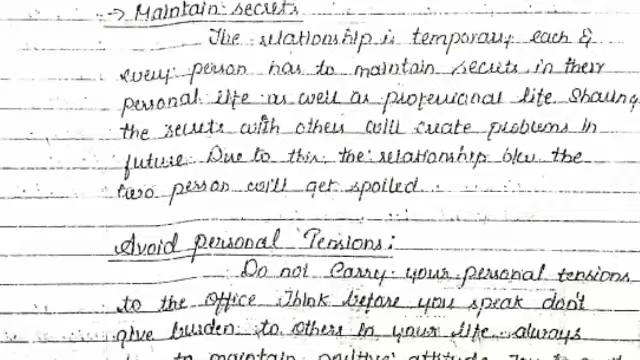 → Maintain secrets
The relationship is temporary each &
every person has to maintain secrets in their
personal life as well as professional life. Sharing
the secrets with others will create problems in
future. Due to this the relationship b/w the
two person will get spoiled.
Avoid personal Tensions:
Do not Carry your personal tensions
to the office Think before you speak don't
give burden to others in your life always
to maintain positive attitude